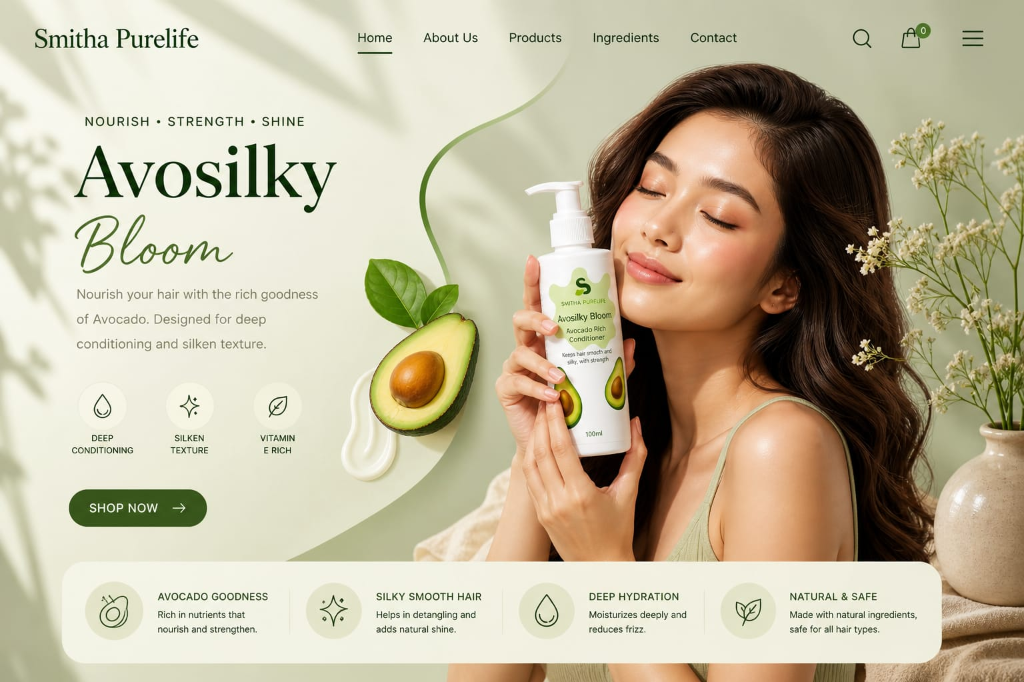 Smitha Purelife
Home
About Us
Products
Ingredients
Contact
0
NOURISH • STRENGTH • SHINE
Avosilky
Bloom
Nourish your hair with the rich goodness
of Avocado. Designed for deep
conditioning and silken texture.
DEEP
CONDITIONING
SILKEN
TEXTURE
VITAMIN
E RICH
SHOP NOW
SMITHA PURELIFE
Avosilky Bloom
Avocado Rich
Conditioner
Keeps hair smooth and
silky, with strength
100ml
AVOCADO GOODNESS
Rich in nutrients that
nourish and strengthen.
SILKY SMOOTH HAIR
Helps in detangling and
adds natural shine.
DEEP HYDRATION
Moisturizes deeply and
reduces frizz.
NATURAL & SAFE
Made with natural ingredients,
safe for all hair types.